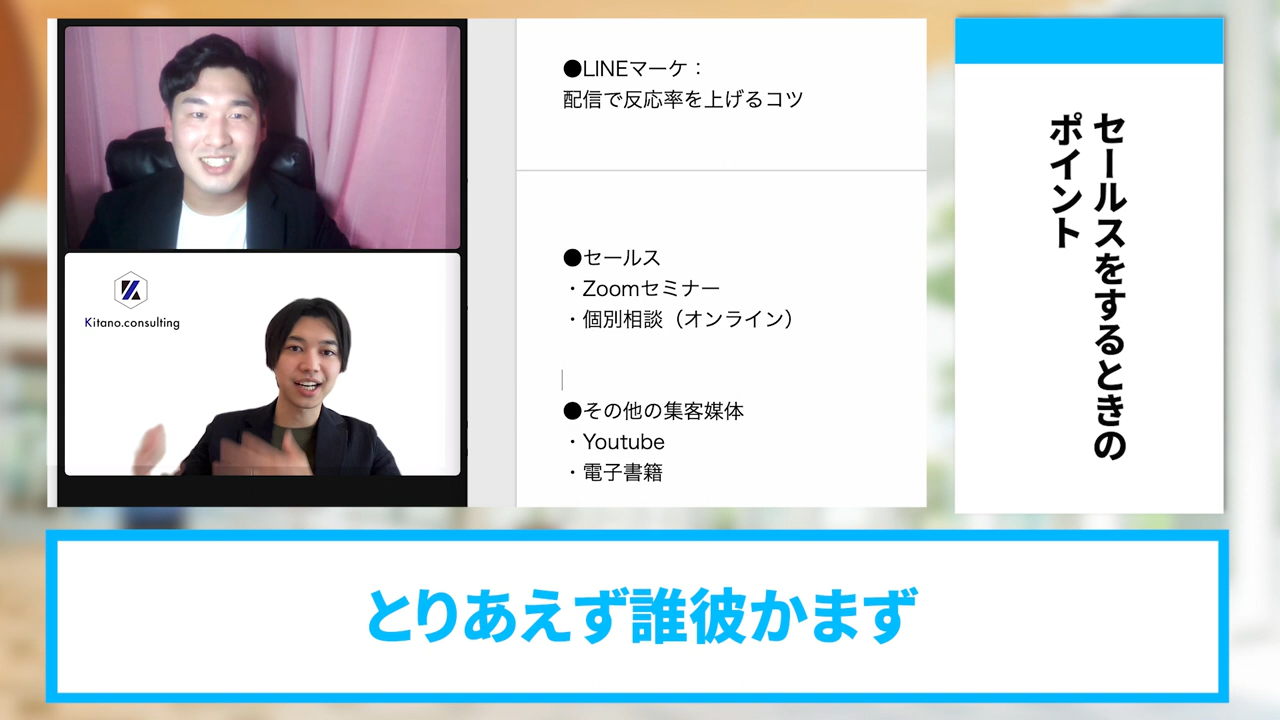 Kitano.consulting
●LINEマーケ：
配信で反応率を上げるコツ
●セールス
・Zoomセミナー
・個別相談（オンライン）
●その他の集客媒体
・Youtube
・電子書籍
セールスをするときの
ポイント
とりあえず誰彼かまず